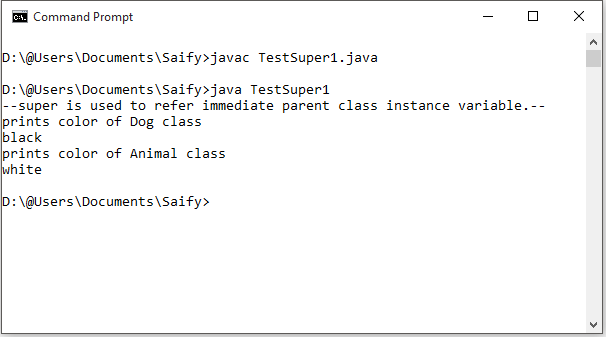 Command Prompt
D:\@Users\Documents\Saify>javac TestSuper1.java
D:\@Users\Documents\Saify>java TestSuper1
--super is used to refer immediate parent class instance variable.--
prints color of Dog class
black
prints color of Animal class
white
D:\@Users\Documents\Saify>